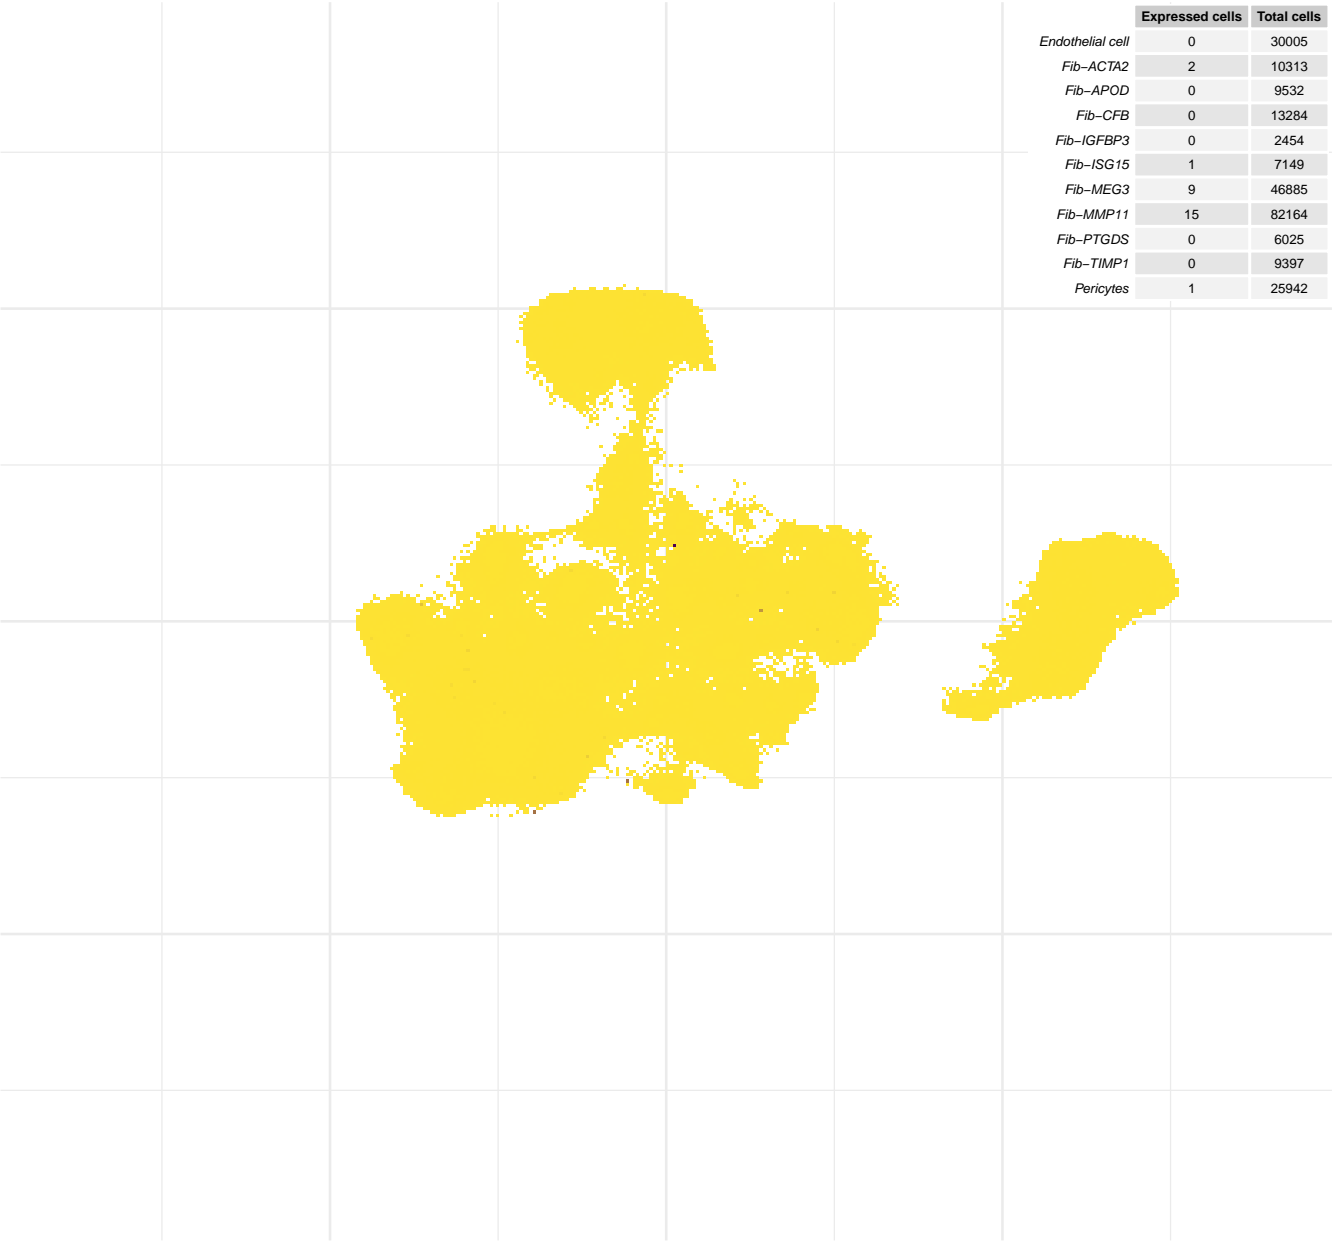 Expressed cells Total cells
Endothelial cell 0 30005
Fib−ACTA2 2 10313
Fib−APOD 0 9532
Fib−CFB 0 13284
Fib−IGFBP3 0 2454
Fib−ISG15 1 7149
Fib−MEG3 9 46885
Fib−MMP11 15 82164
Fib−PTGDS 0 6025
Fib−TIMP1 0 9397
Pericytes 1 25942